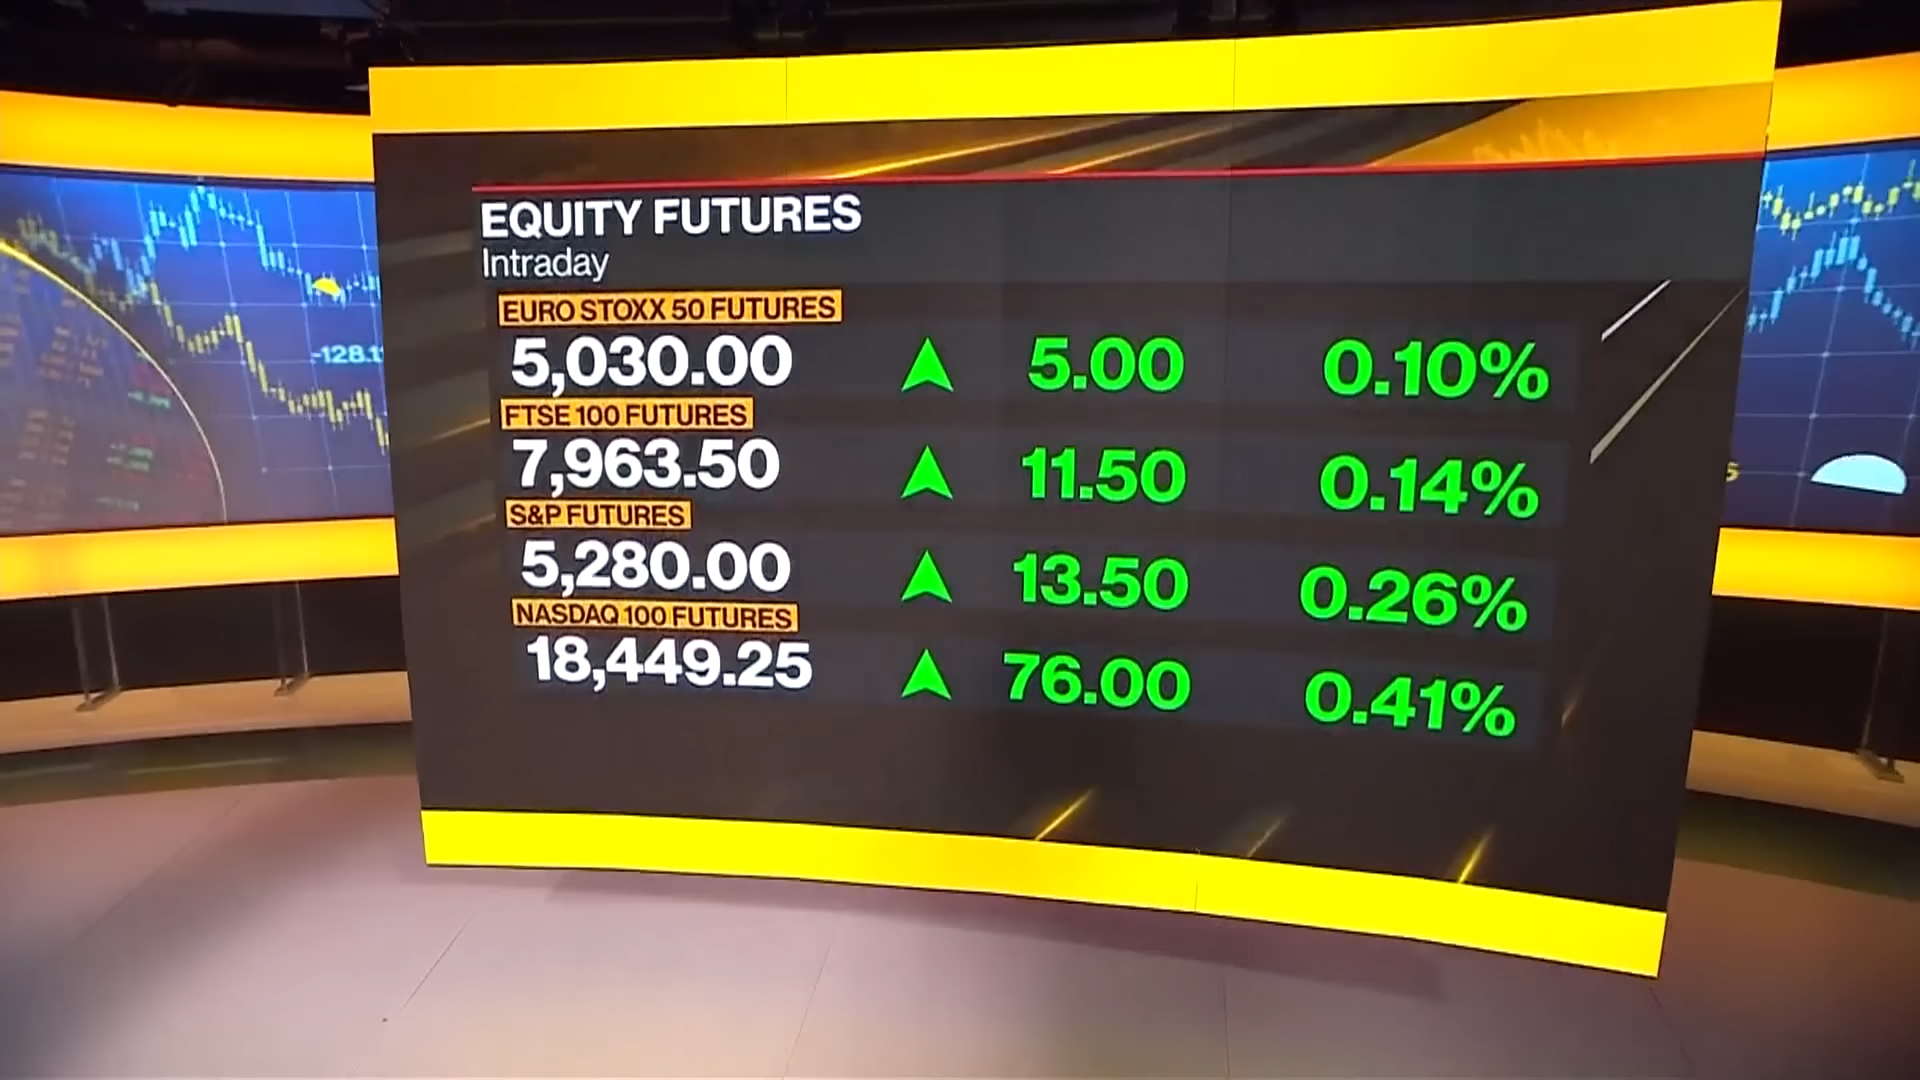 EQUITY FUTURES
Intraday
EURO STOXX 50 FUTURES
5,030.00 ▲ 5.00 0.10%
FTSE 100 FUTURES
7,963.50 ▲ 11.50 0.14%
S&P FUTURES
5,280.00 ▲ 13.50 0.26%
NASDAQ 100 FUTURES
18,449.25 ▲ 76.00 0.41%
-128.1